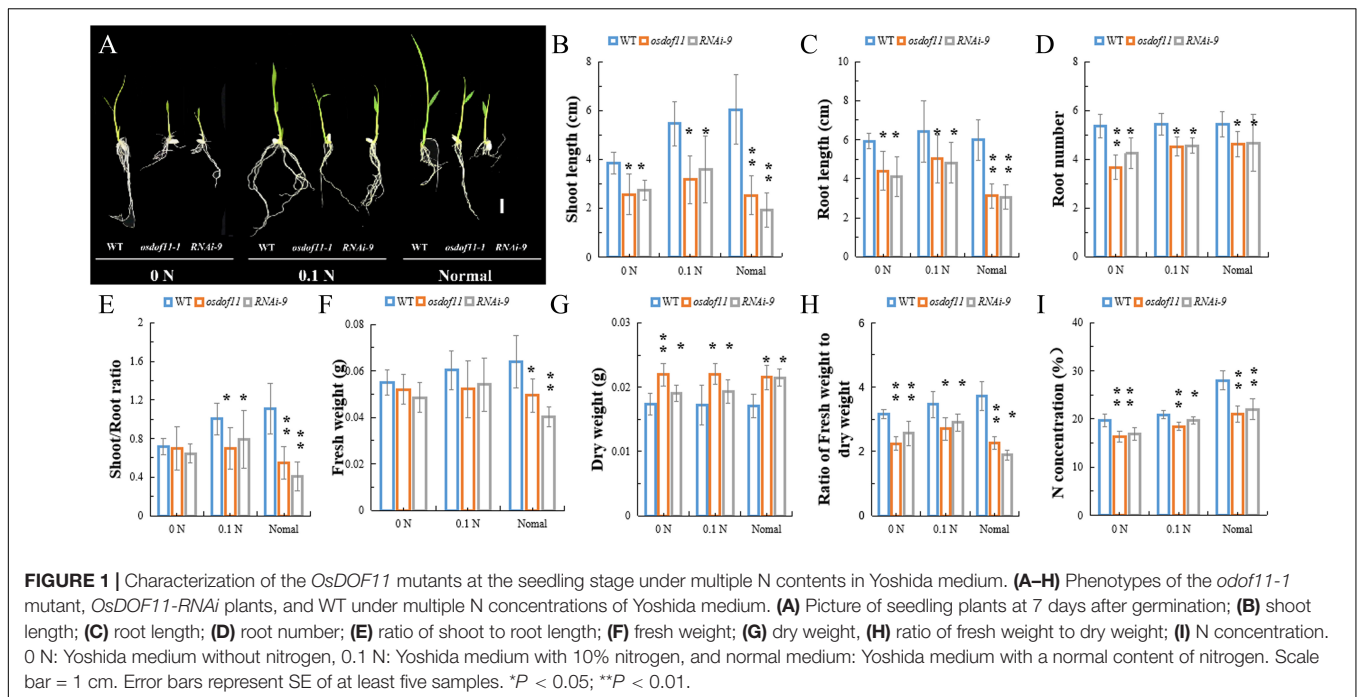 A
WT osdof11-1 RNAi-9 WT osdof11-1 RNAi-9 WT osdof11-1 RNAi-9
0 N 0.1 N Normal
B
WT osdof11 RNAi-9
Shoot length (cm)
8
6
4
2
0
* *
* *
** **
0 N 0.1 N Nomal
C
WT osdof11 RNAi-9
Root length (cm)
10
8
6
4
2
0
* *
* *
** **
0 N 0.1 N Nomal
D
WT osdof11 RNAi-9
Root number
8
6
4
2
0
** *
* *
* *
0 N 0.1 N Nomal
E
WT osdof11 RNAi-9
Shoot/Root ratio
2
1.6
1.2
0.8
0.4
0
* *
** **
0 N 0.1 N Nomal
F
WT osdof11 RNAi-9
Fresh weight (g)
0.08
0.06
0.04
0.02
0
* **
0 N 0.1 N Nomal
G
WT osdof11 RNAi-9
Dry weight (g)
0.03
0.02
0.01
0.00
** *
* *
* *
0 N 0.1 N Nomal
H
WT osdof11 RNAi-9
Ratio of Fresh weight to
dry weight
6
4
2
0
** **
* *
** *
0 N 0.1 N Nomal
I
WT osdof11 RNAi-9
N concentration (%)
40
30
20
10
0
** **
** *
** **
0 N 0.1 N Nomal
FIGURE 1 | Characterization of the OsDOF11 mutants at the seedling stage under multiple N contents in Yoshida medium. (A–H) Phenotypes of the odof11-1
mutant, OsDOF11-RNAi plants, and WT under multiple N concentrations of Yoshida medium. (A) Picture of seedling plants at 7 days after germination; (B) shoot
length; (C) root length; (D) root number; (E) ratio of shoot to root length; (F) fresh weight; (G) dry weight, (H) ratio of fresh weight to dry weight; (I) N concentration.
0 N: Yoshida medium without nitrogen, 0.1 N: Yoshida medium with 10% nitrogen, and normal medium: Yoshida medium with a normal content of nitrogen. Scale
bar = 1 cm. Error bars represent SE of at least five samples. *P < 0.05; **P < 0.01.